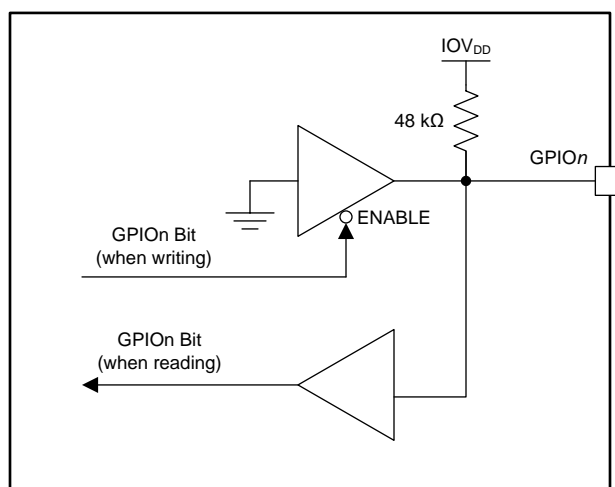 IOVDD
48 kΩ
GPIOn
ENABLE
GPIOn Bit
(when writing)
GPIOn Bit
(when reading)